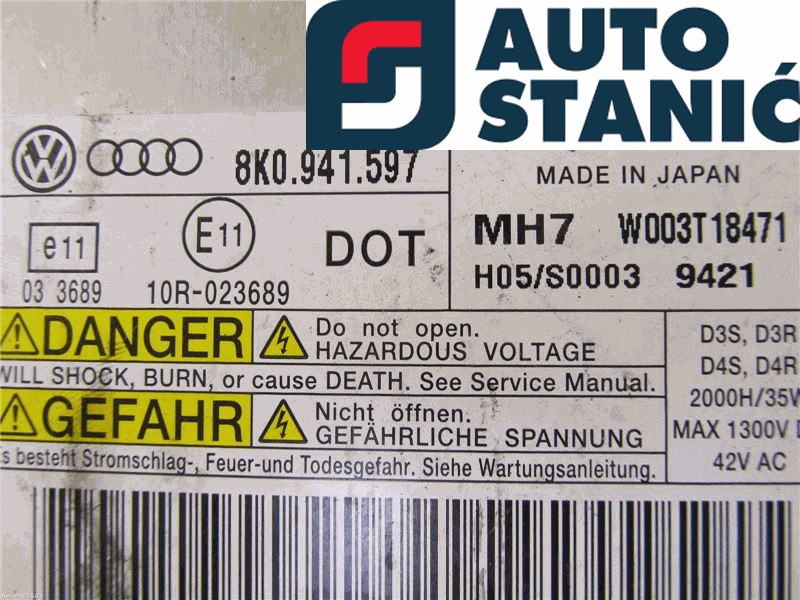 AUTO
STANIĆ
8K0.941.597
MADE IN JAPAN
e11
E11
DOT
MH7 W003T18471
03 3689
10R-023689
H05/S0003 9421
DANGER
Do not open.
HAZARDOUS VOLTAGE
WILL SHOCK, BURN, or cause DEATH. See Service Manual.
GEFAHR
Nicht öffnen.
GEFÄHRLICHE SPANNUNG
Es besteht Stromschlag-, Feuer-und Todesgefahr. Siehe Wartungsanleitung.
D3S, D3R
D4S, D4R
2000H/35W
MAX 1300V
42V AC